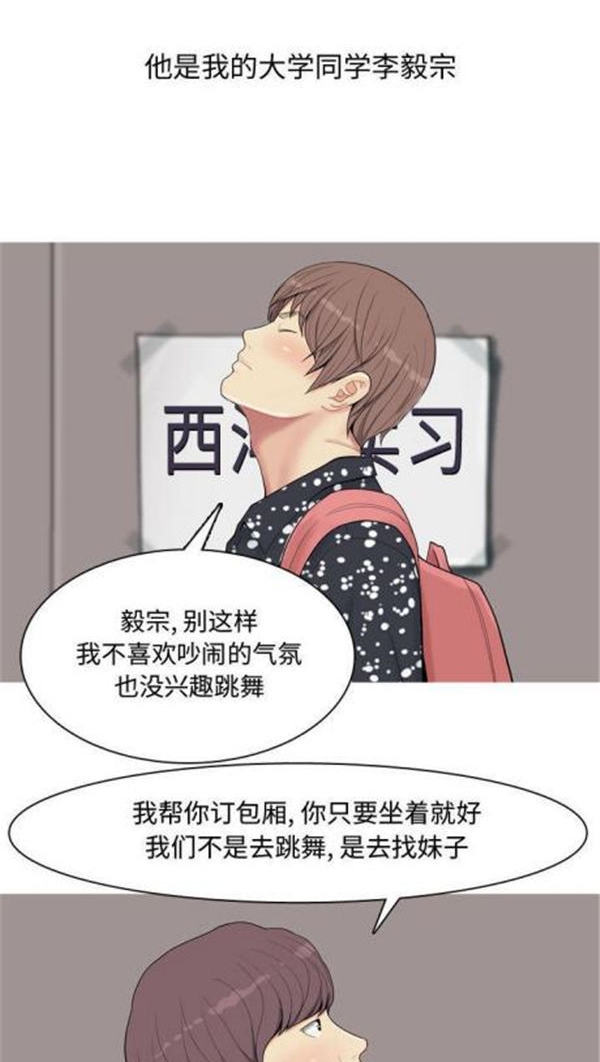 他是我的大学同学李毅宗
西 习
毅宗, 别这样
我不喜欢吵闹的气氛
也没兴趣跳舞
我帮你订包厢, 你只要坐着就好
我们不是去跳舞, 是去找妹子